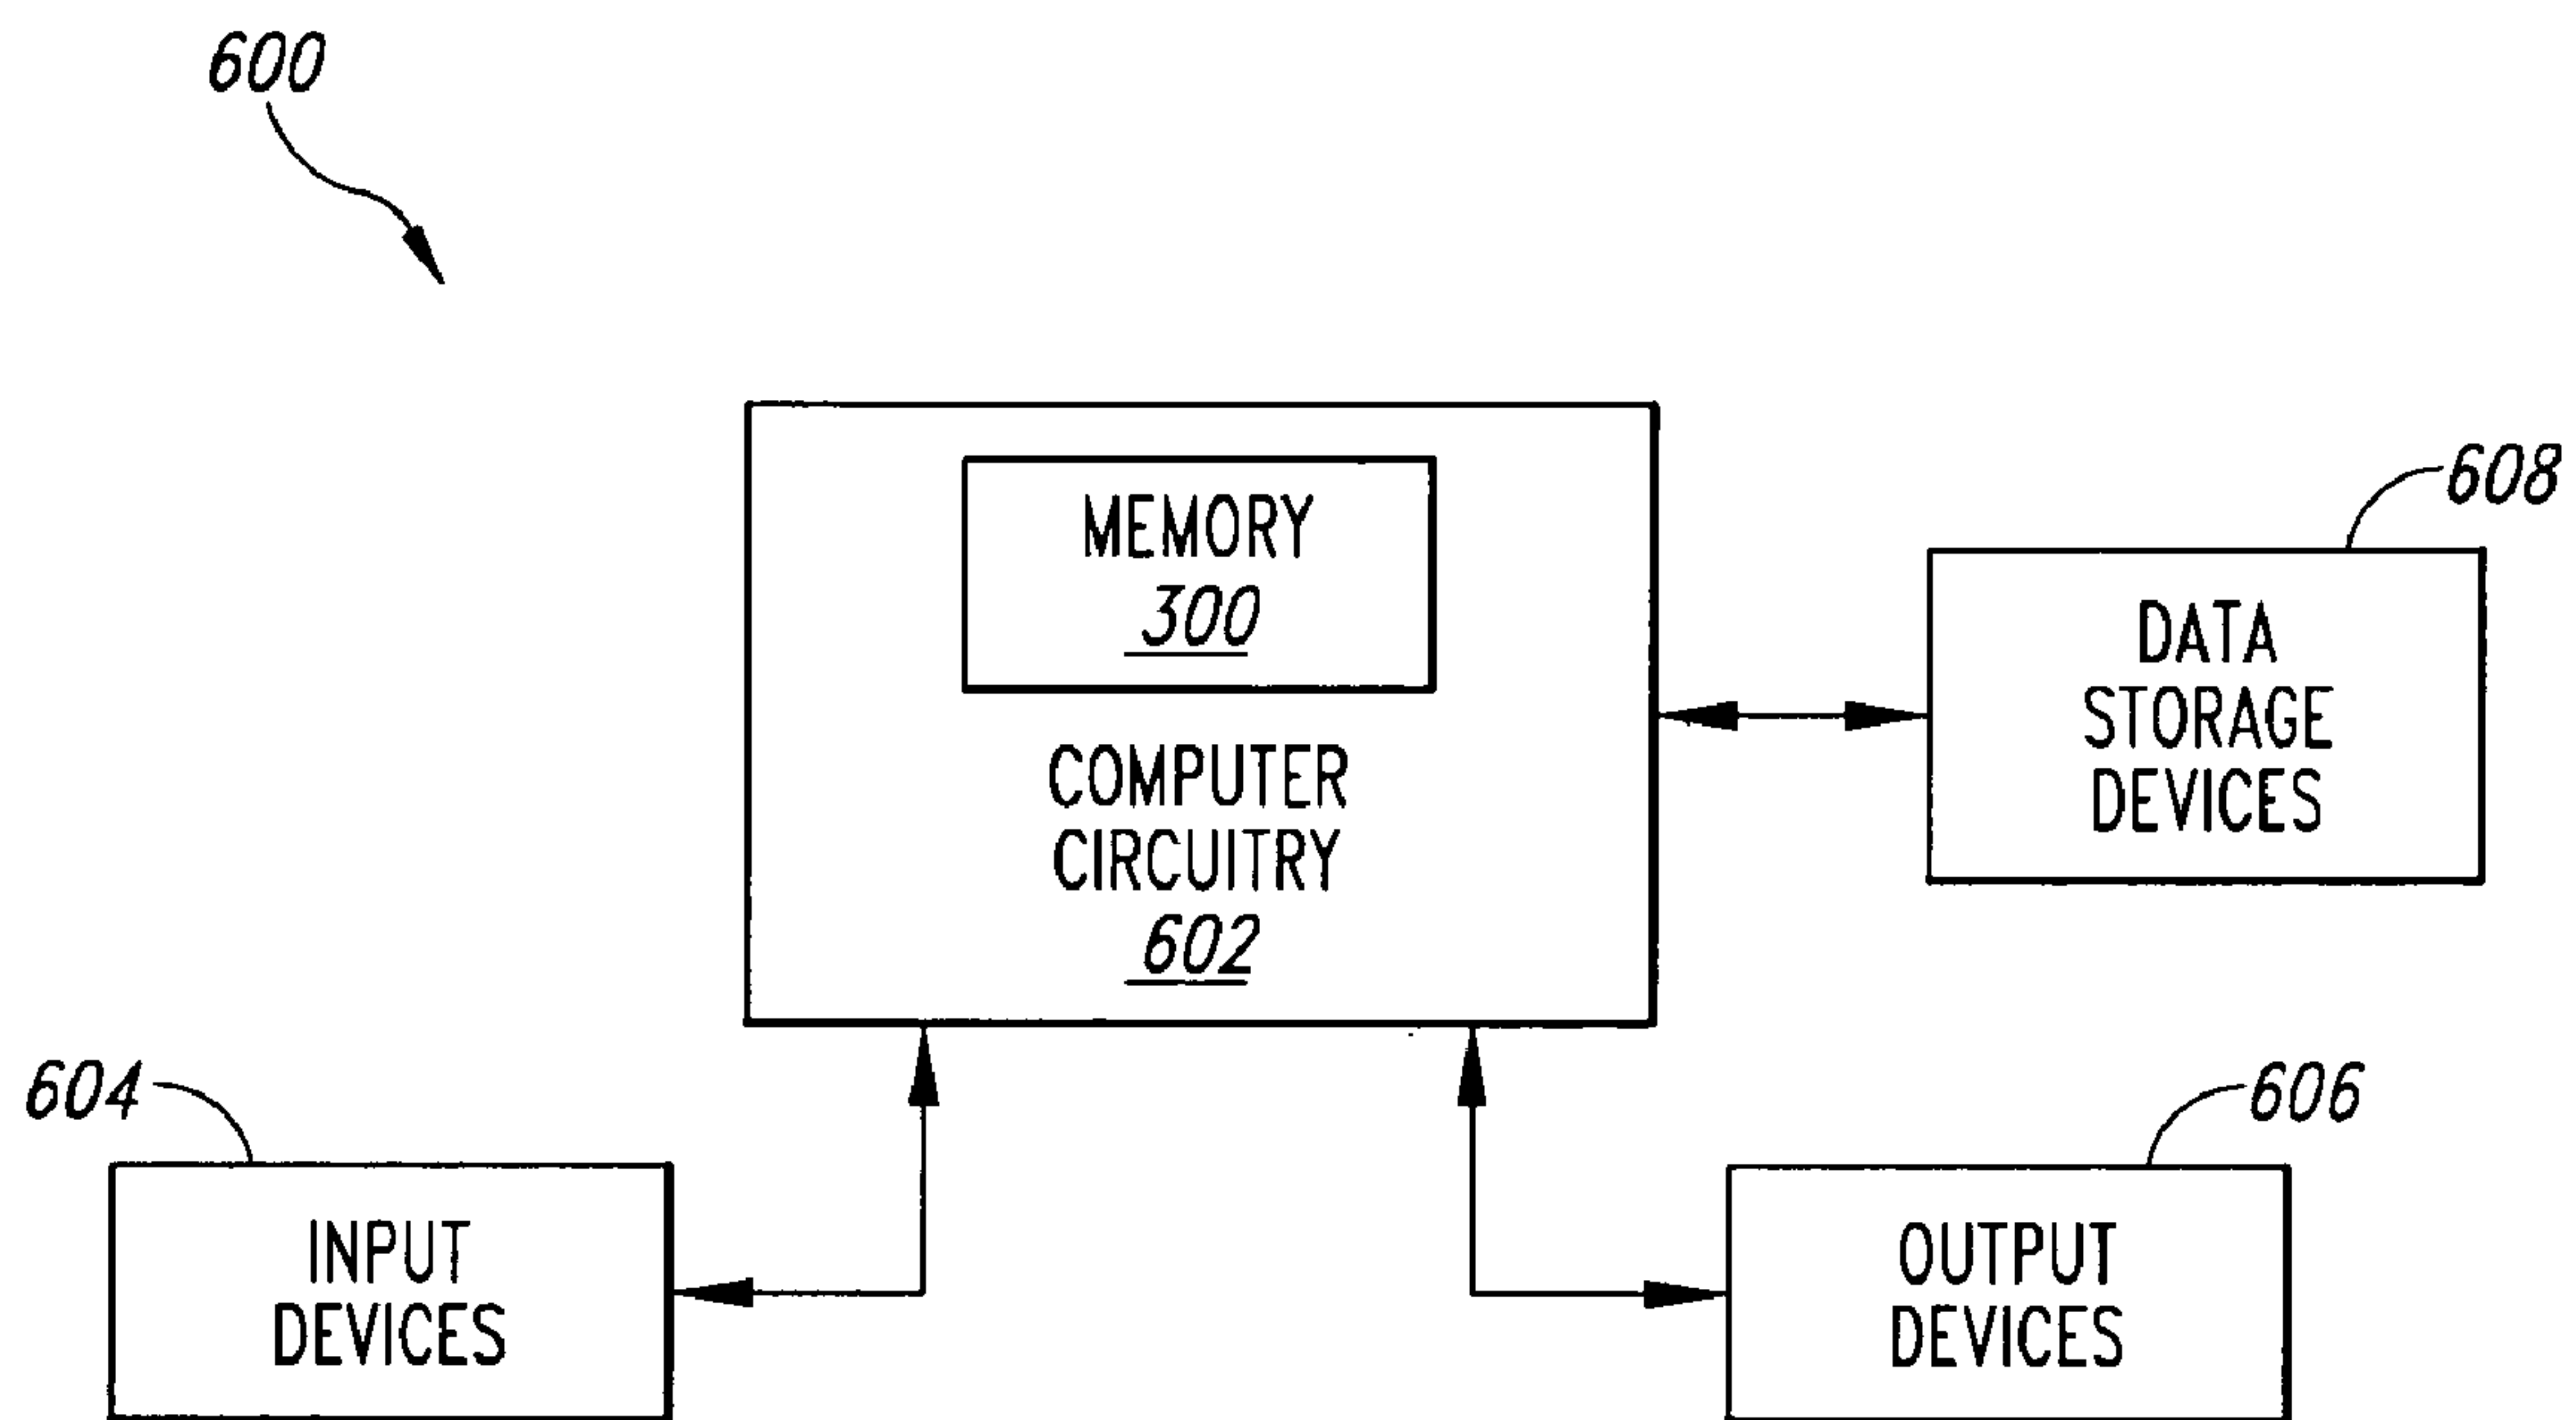 600
MEMORY
300
COMPUTER
CIRCUITRY
602
608
DATA
STORAGE
DEVICES
604
INPUT
DEVICES
606
OUTPUT
DEVICES